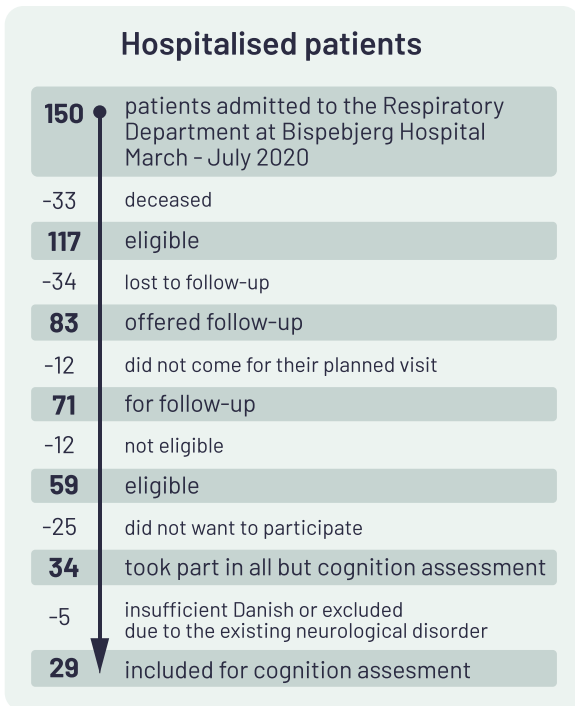 Hospitalised patients
150 patients admitted to the Respiratory
Department at Bispebjerg Hospital
March - July 2020
-33 deceased
117 eligible
-34 lost to follow-up
83 offered follow-up
-12 did not come for their planned visit
71 for follow-up
-12 not eligible
59 eligible
-25 did not want to participate
34 took part in all but cognition assessment
-5 insufficient Danish or excluded
due to the existing neurological disorder
29 included for cognition assesment